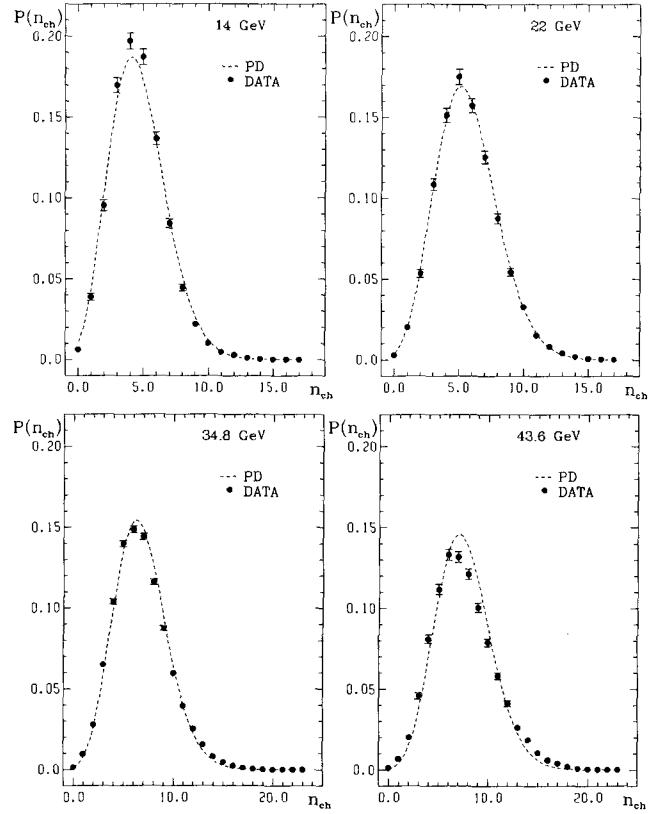 P(n_ch)
14 GeV
0.20
--- PD
● DATA
0.15
0.10
0.05
0.0
0.0 5.0 10.0 15.0 n_ch
P(n_ch)
22 GeV
0.20
--- PD
● DATA
0.15
0.10
0.05
0.0
0.0 5.0 10.0 15.0 n_ch
P(n_ch)
34.8 GeV
0.20
--- PD
● DATA
0.15
0.10
0.05
0.0
0.0 10.0 20.0 n_ch
P(n_ch)
43.6 GeV
0.20
--- PD
● DATA
0.15
0.10
0.05
0.0
0.0 10.0 20.0 n_ch